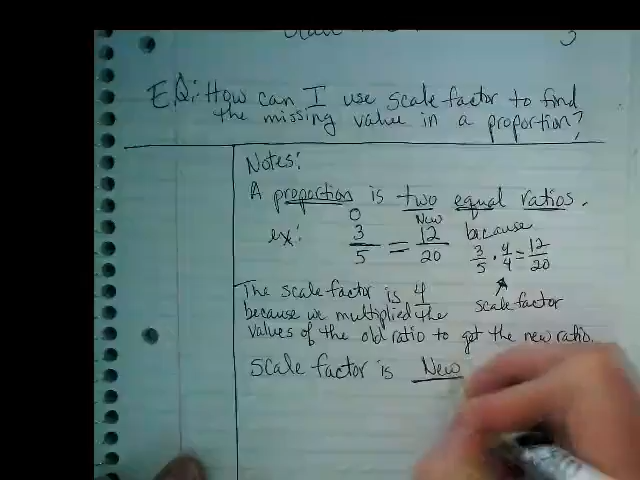 EQ: How can I use scale factor to find
the missing value in a proportion?
Notes:
A proportion is two equal ratios.
O New
ex: 3/5 = 12/20 because
3/5 · 4/4 = 12/20
The scale factor is 4
because we multiplied the
scale factor
values of the old ratio to get the new ratio.
Scale factor is New